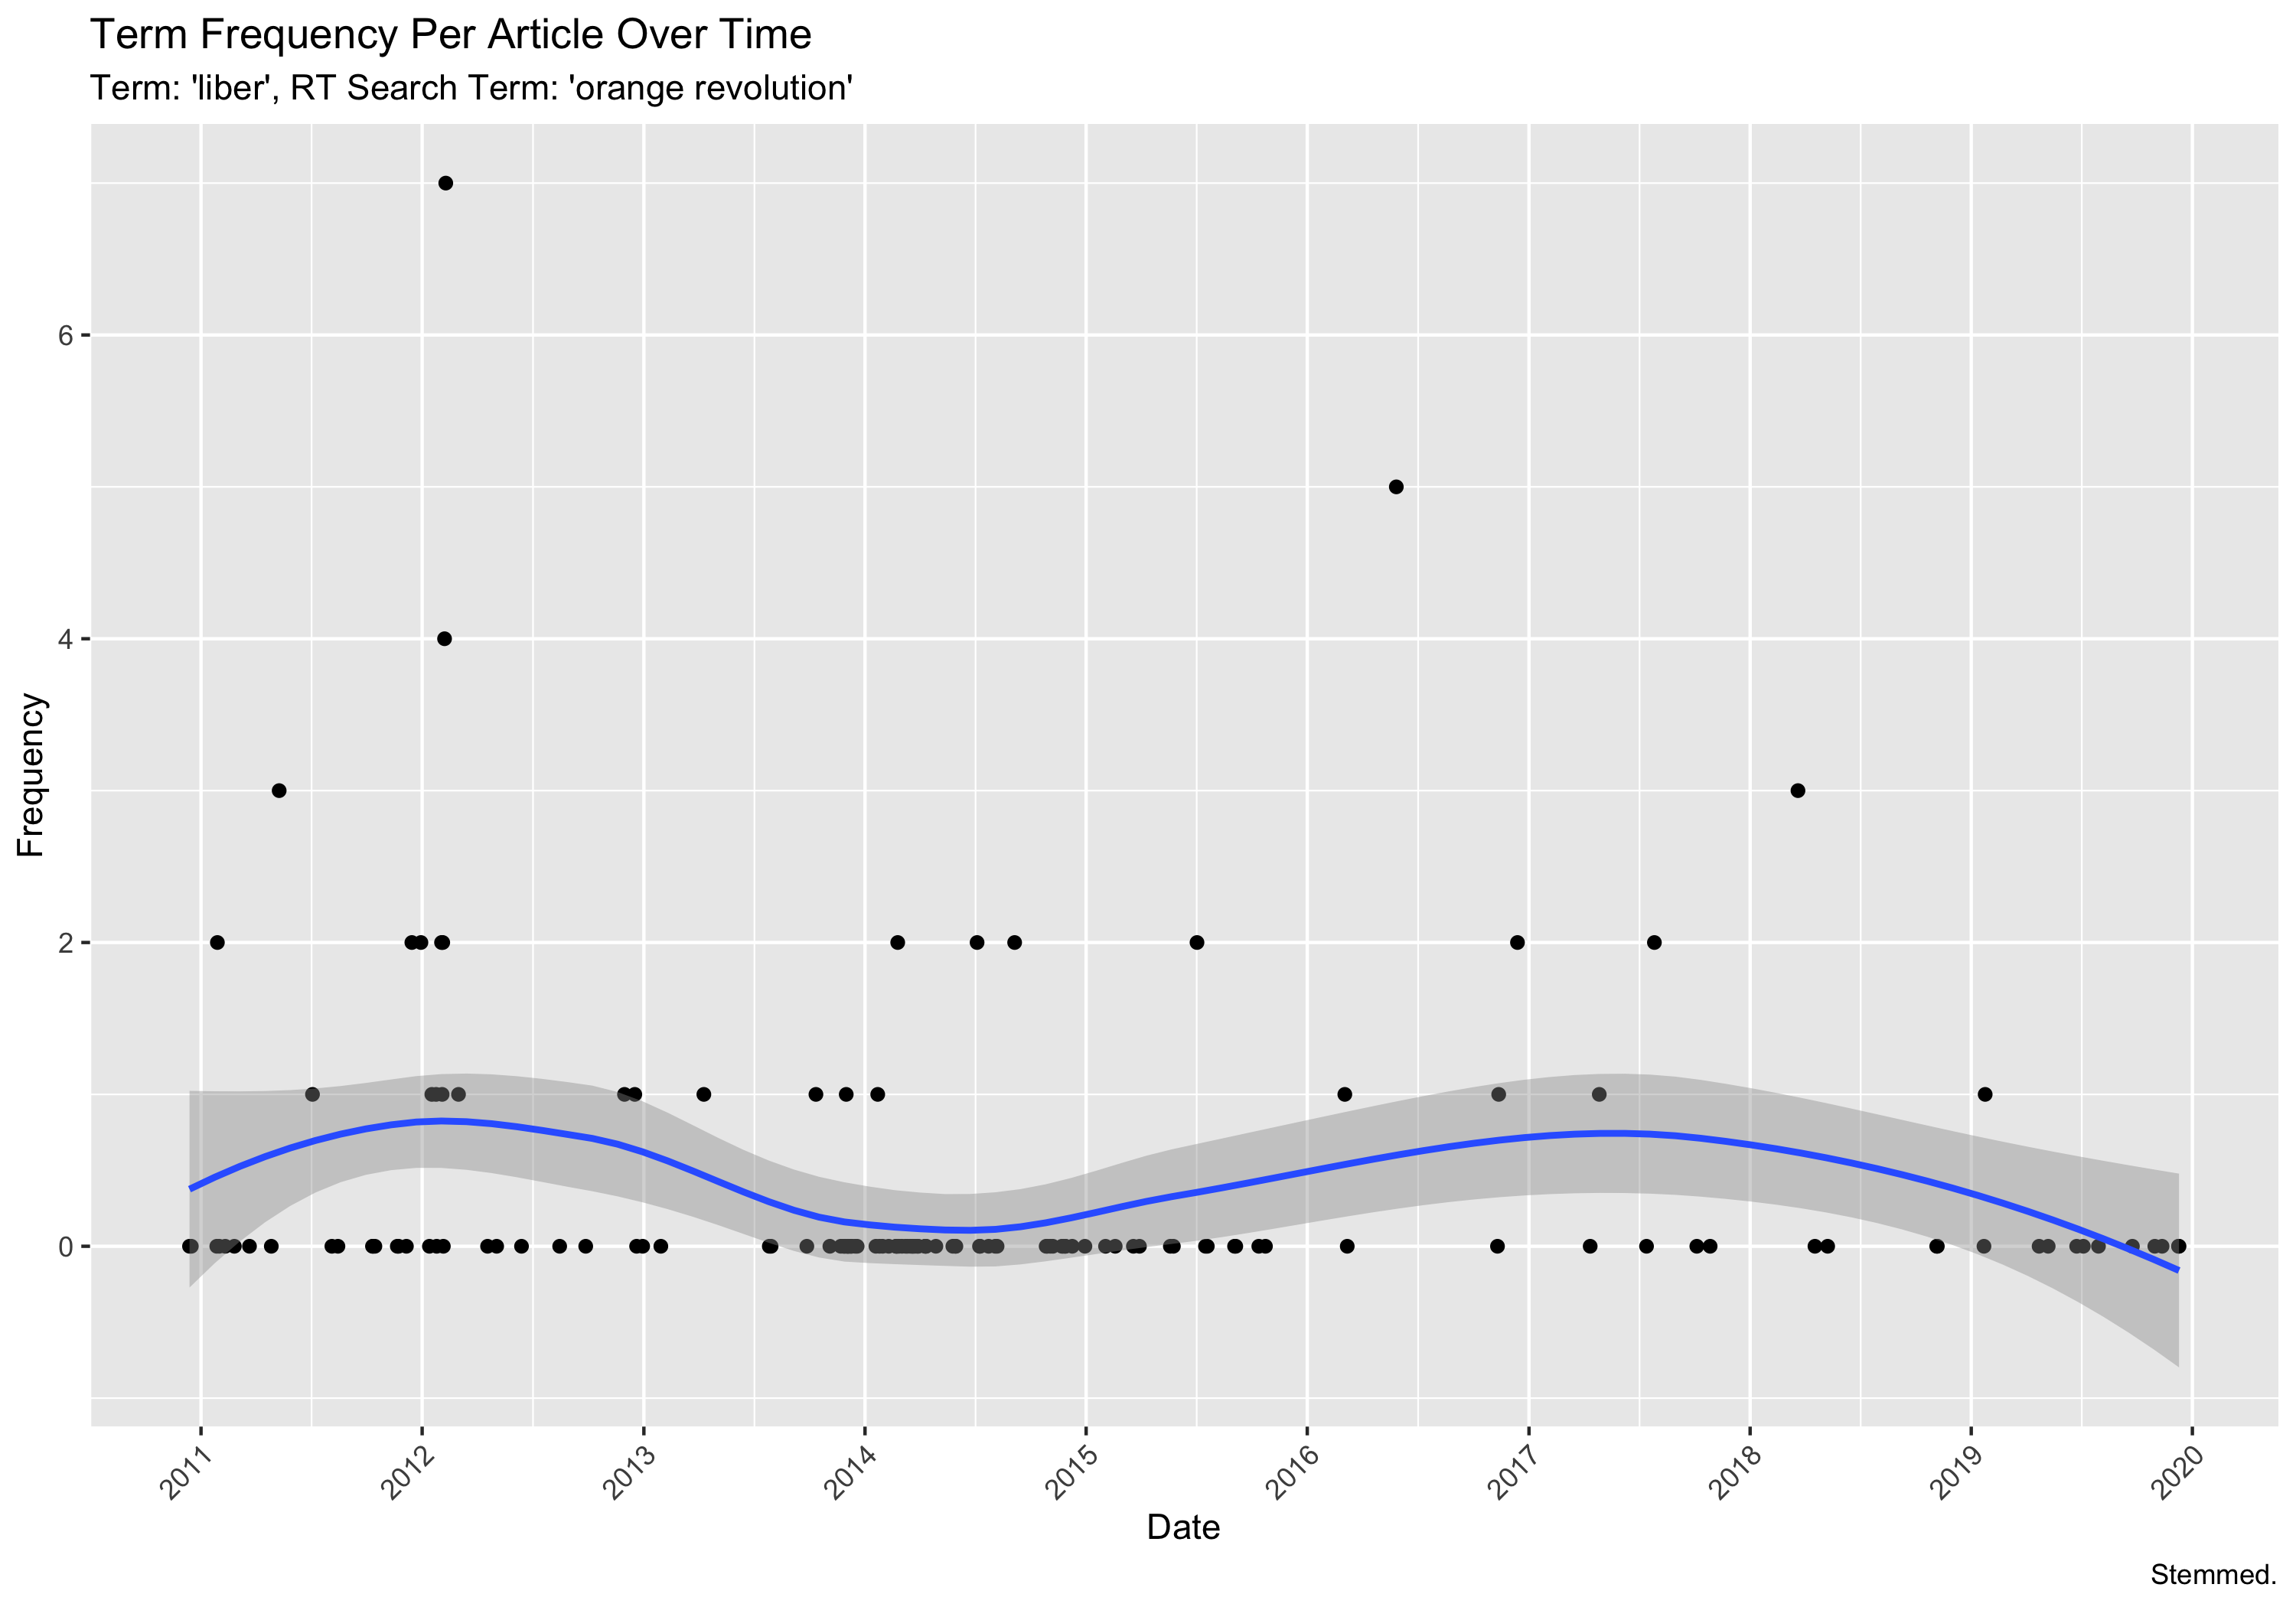 Term Frequency Per Article Over Time
Term: 'liber', RT Search Term: 'orange revolution'
Frequency
6
4
2
0
2011
2012
2013
2014
2015
2016
2017
2018
2019
2020
Date
Stemmed.